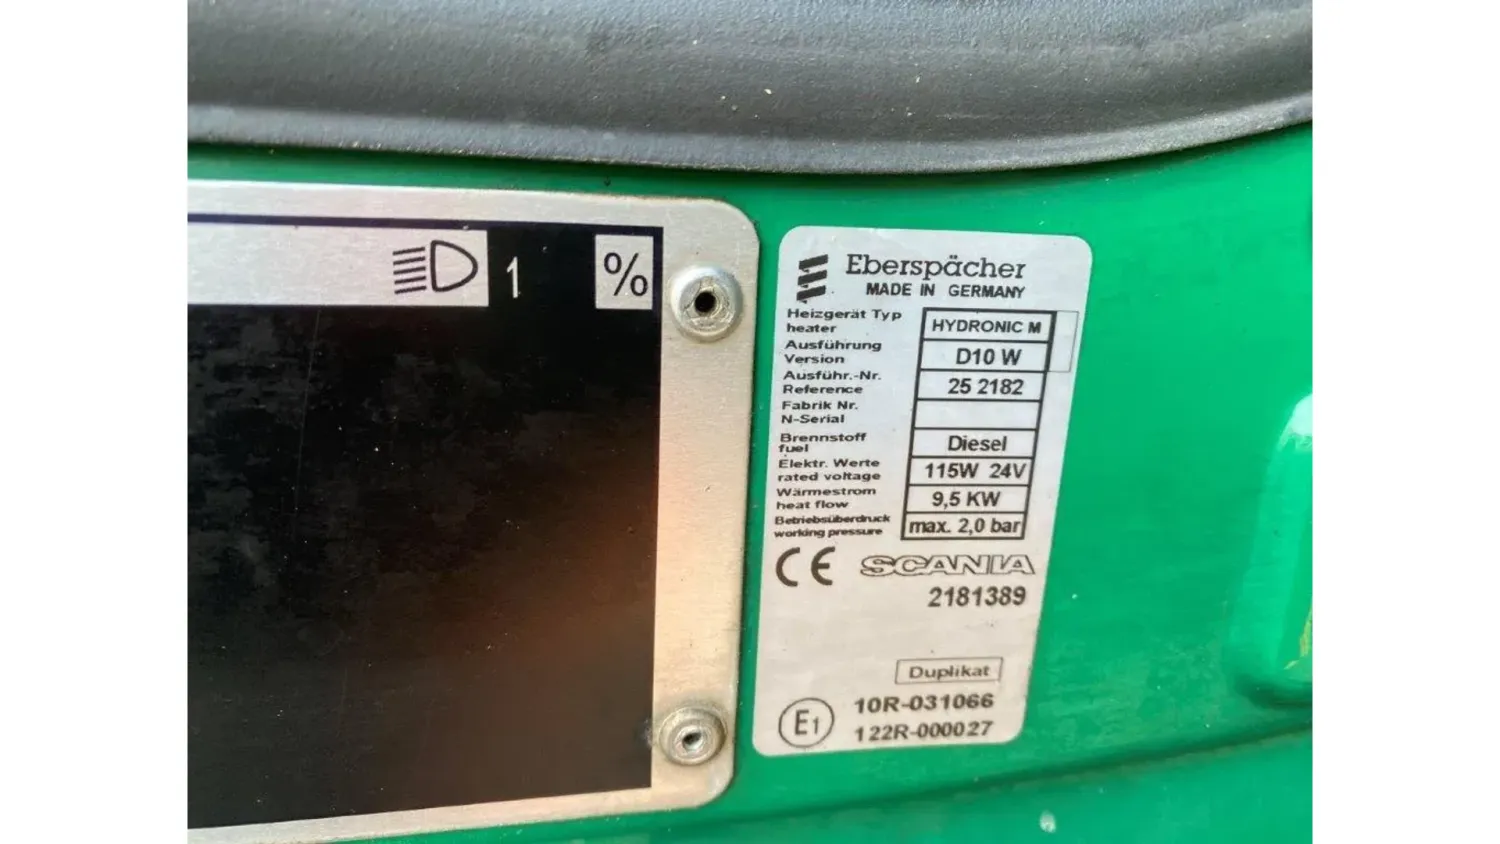 1 %
Eberspächer
MADE IN GERMANY
Heizgerät Typ
heater
HYDRONIC M
Ausführung
Version
D10 W
Ausführ.-Nr.
Reference
25 2182
Fabrik Nr.
N-Serial
Brennstoff
fuel
Diesel
Elektr. Werte
rated voltage
115W 24V
Wärmestrom
heat flow
9,5 KW
Betriebsüberdruck
working pressure
max. 2,0 bar
CE SCANIA
2181389
Duplikat
E1
10R-031066
122R-000027